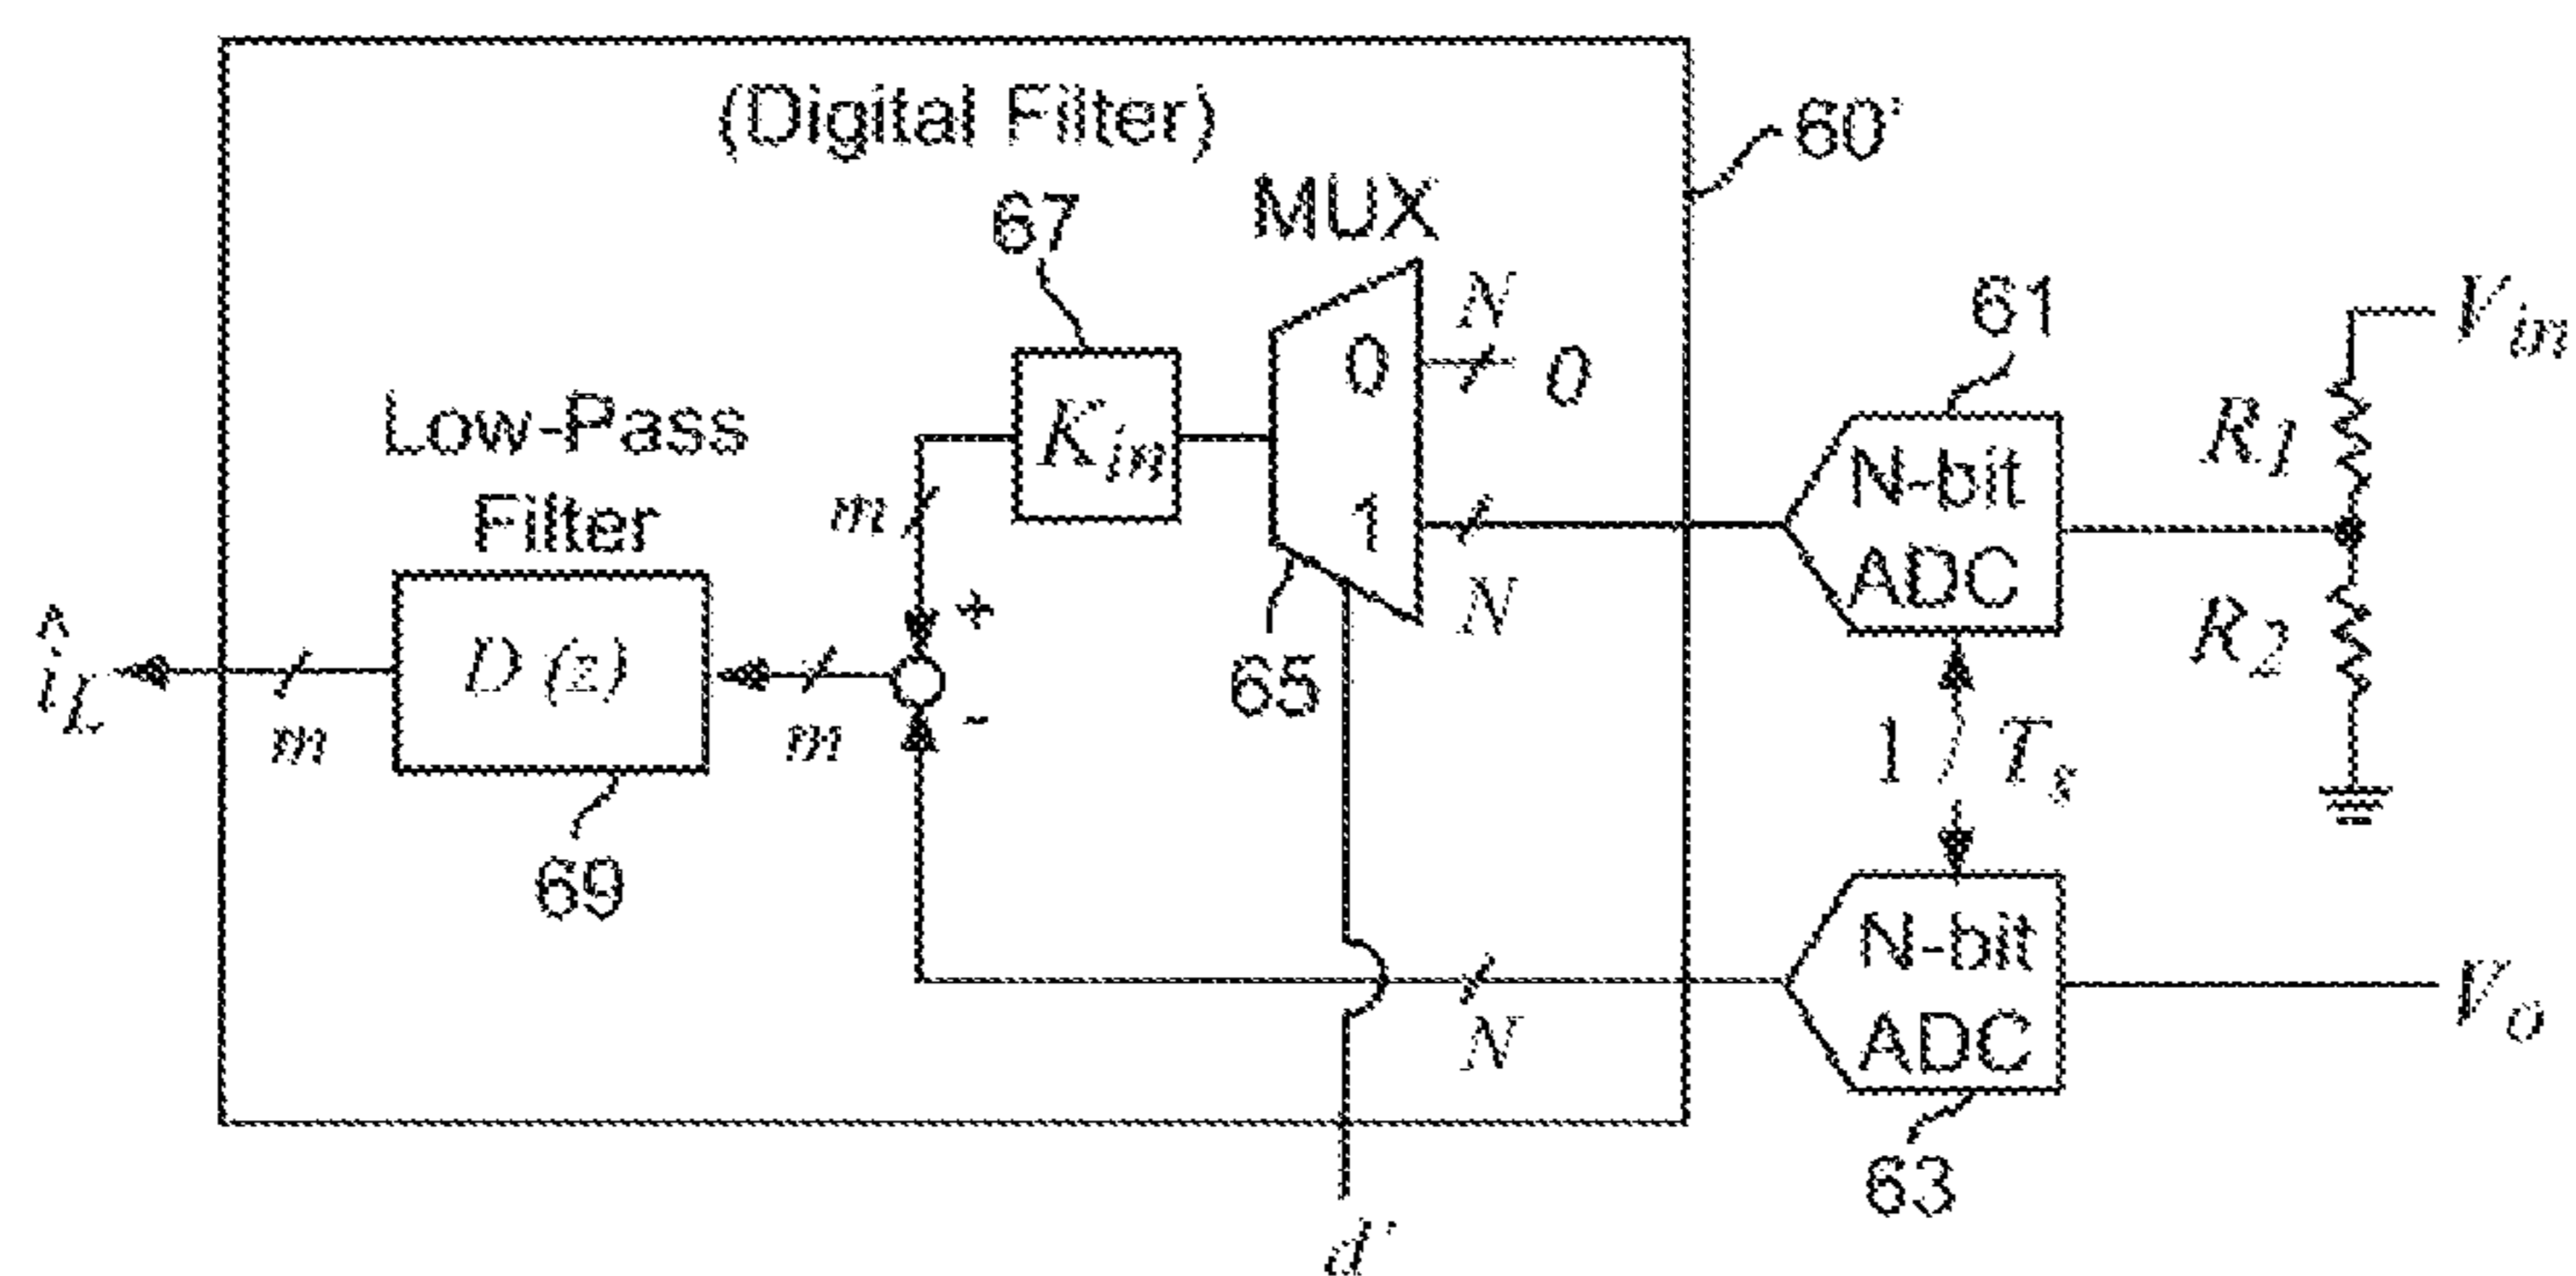 (Digital Filter)
60'
67
MUX
N
0
0
61
V_in
R_1
Low-Pass
Filter
K_in
m
1
N
N-bit
ADC
+
-
65
R_2
î_L
m
D (z)
m
1 / T_s
69
N
N-bit
ADC
V_o
63
d'